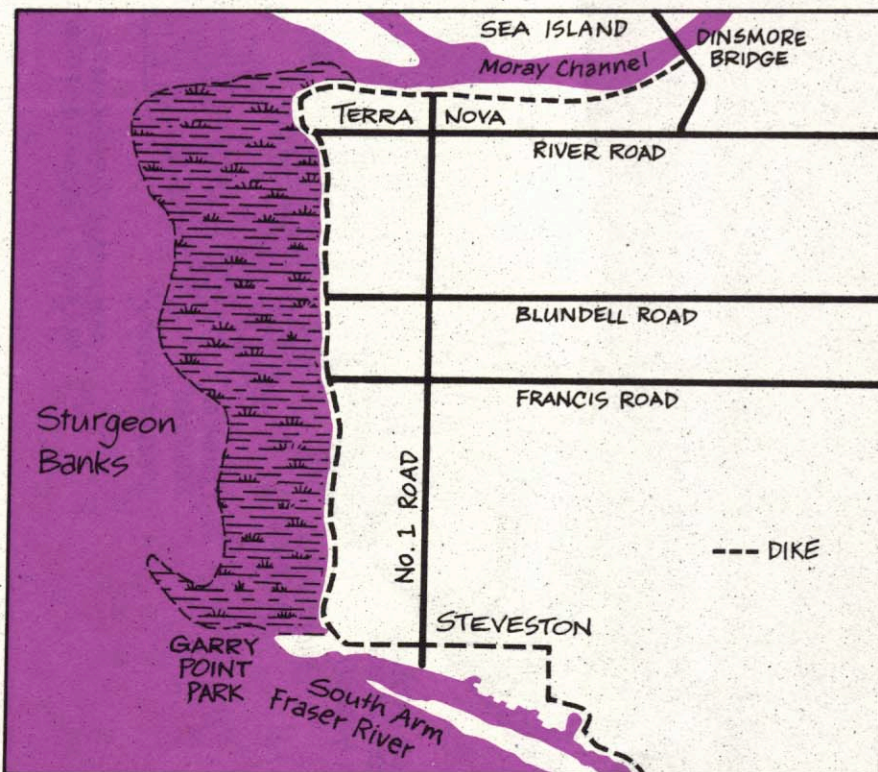 SEA ISLAND
DINSMORE
BRIDGE
Moray Channel
TERRA NOVA
RIVER ROAD
BLUNDELL ROAD
FRANCIS ROAD
Sturgeon
Banks
No. 1 ROAD
DIKE
STEVESTON
GARRY
POINT
PARK
South Arm
Fraser River